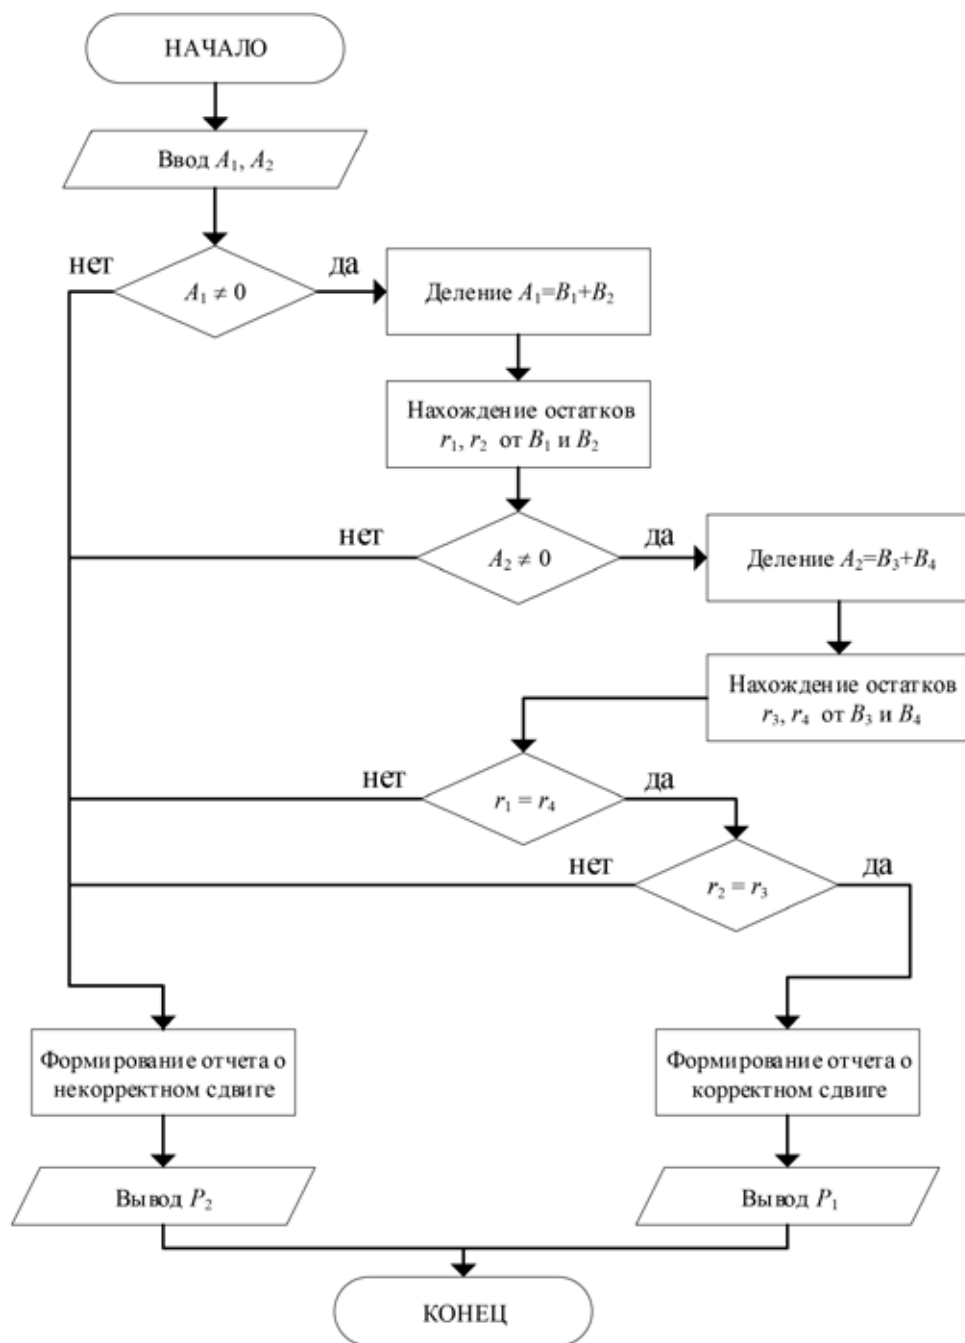 НАЧАЛО
Ввод A₁, A₂
нет
да
A₁ ≠ 0
Деление A₁=B₁+B₂
Нахождение остатков
r₁, r₂ от B₁ и B₂
нет
да
A₂ ≠ 0
Деление A₂=B₃+B₄
Нахождение остатков
r₃, r₄ от B₃ и B₄
нет
да
r₁ = r₄
нет
да
r₂ = r₃
Формирование отчета о
некорректном сдвиге
Формирование отчета о
корректном сдвиге
Вывод P₂
Вывод P₁
КОНЕЦ